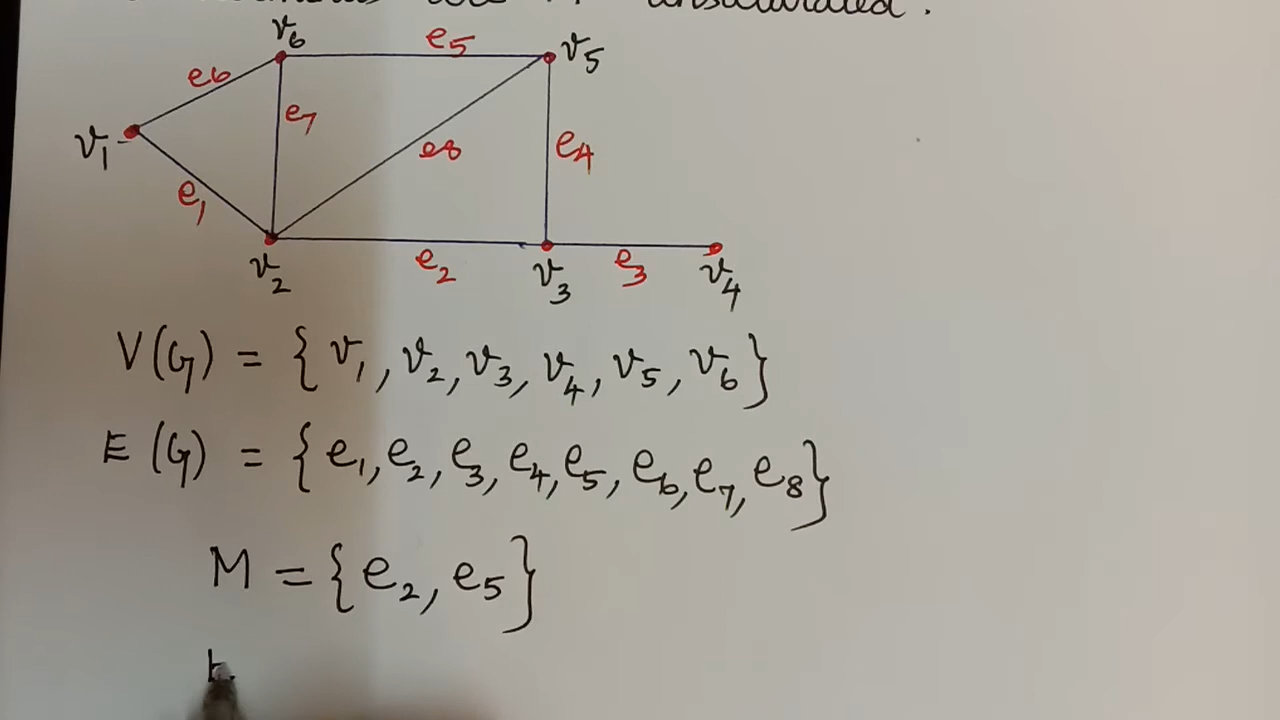 M unsaturated.
v6 e5 v5
e6
e7
v1 e8 e4
e1
v2 e2 v3 e3 v4
V(G) = {v1, v2, v3, v4, v5, v6}
E(G) = {e1, e2, e3, e4, e5, e6, e7, e8}
M = {e2, e5}